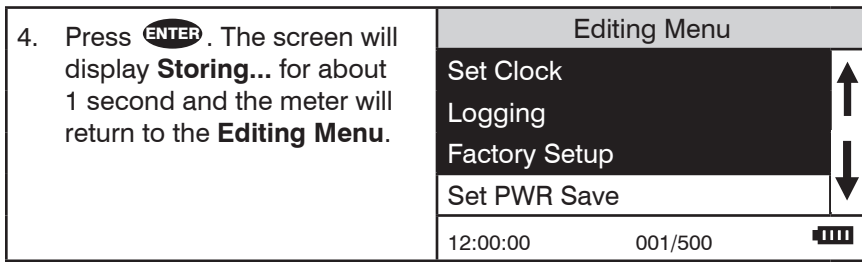 4. Press ENTER. The screen will
display Storing... for about
1 second and the meter will
return to the Editing Menu.
Editing Menu
Set Clock
Logging
Factory Setup
Set PWR Save
12:00:00 001/500